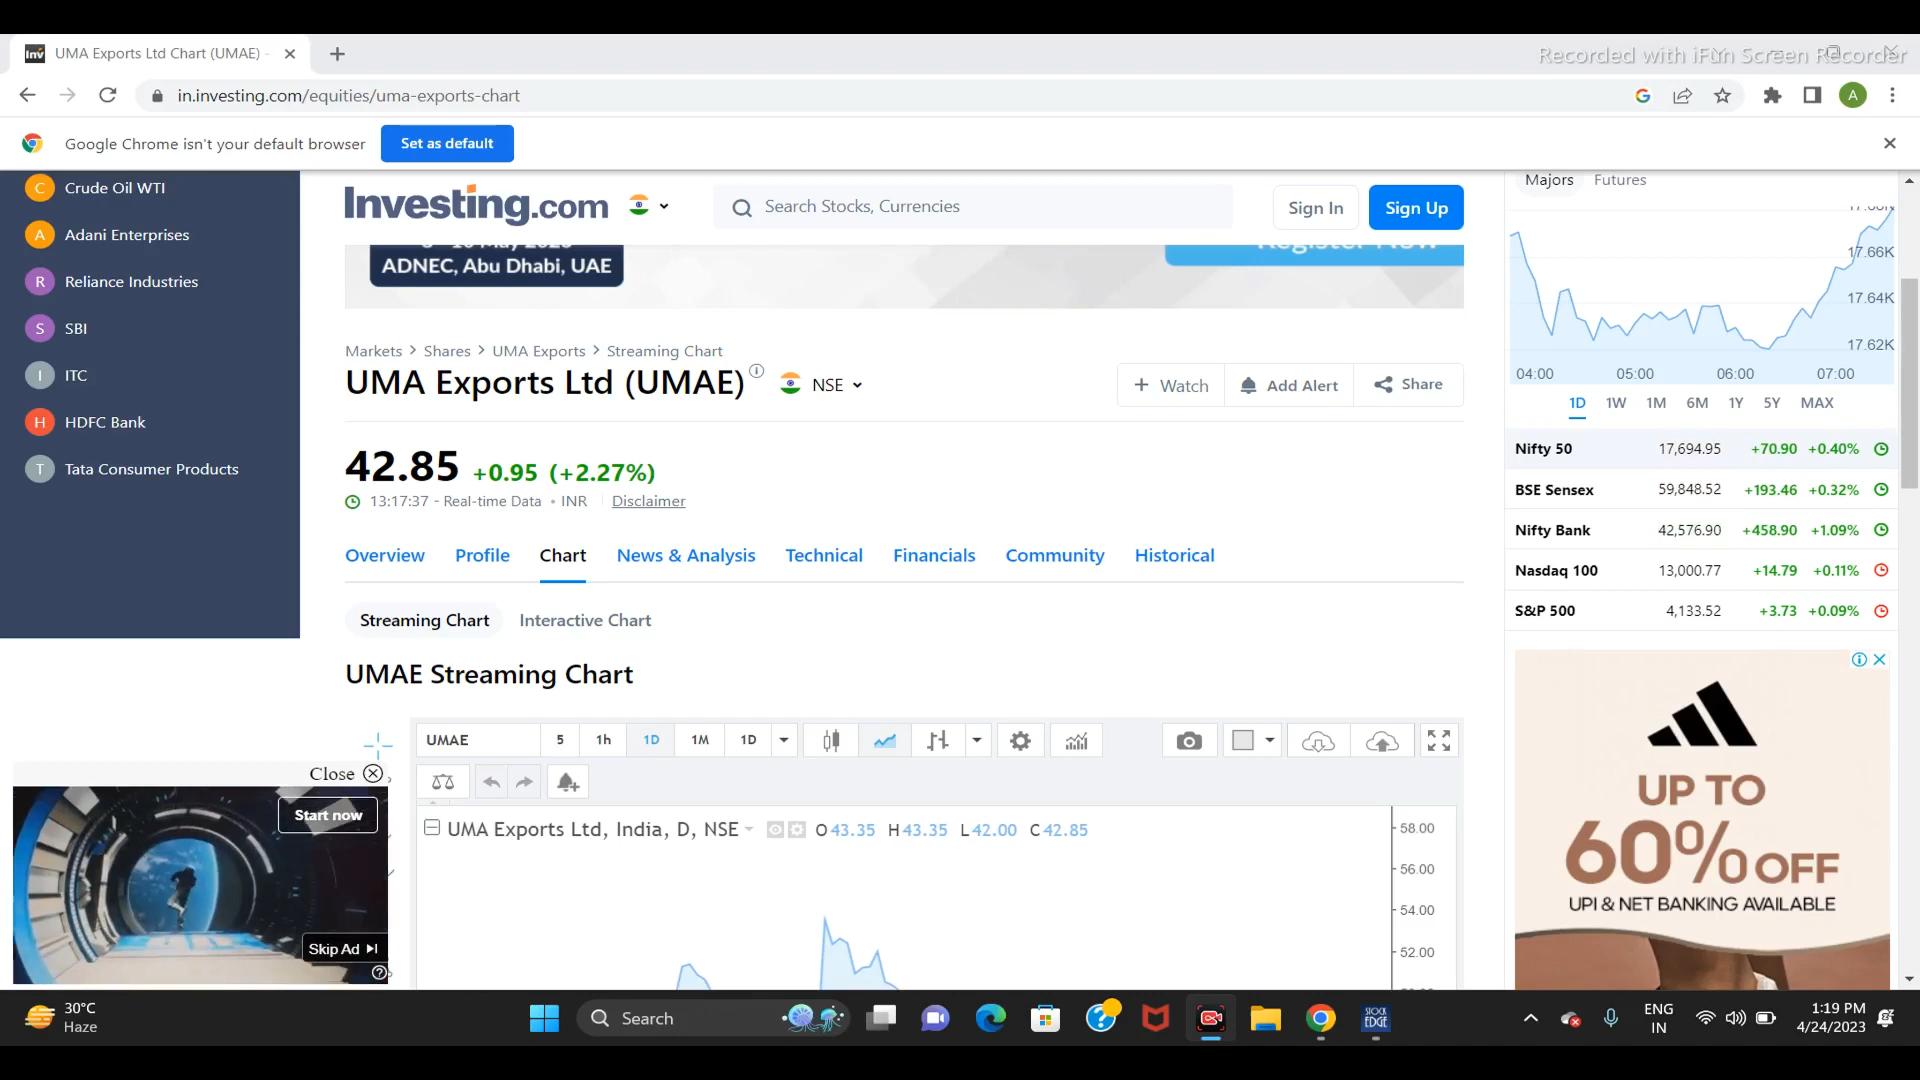 UMA Exports Ltd Chart (UMAE) -
Recorded with iFun Screen Recorder
in.investing.com/equities/uma-exports-chart
A
Google Chrome isn't your default browser
Set as default
C Crude Oil WTI
A Adani Enterprises
R Reliance Industries
S SBI
I ITC
H HDFC Bank
T Tata Consumer Products
Investing.com
Search Stocks, Currencies
Sign In
Sign Up
ADNEC, Abu Dhabi, UAE
Register Now
Markets > Shares > UMA Exports > Streaming Chart
UMA Exports Ltd (UMAE)
NSE
+ Watch
Add Alert
Share
42.85 +0.95 (+2.27%)
13:17:37 - Real-time Data • INR
Disclaimer
Overview Profile Chart News & Analysis Technical Financials Community Historical
Streaming Chart Interactive Chart
UMAE Streaming Chart
UMAE 5 1h 1D 1M 1D
UMA Exports Ltd, India, D, NSE O 43.35 H 43.35 L 42.00 C 42.85
58.00
56.00
54.00
52.00
Close
Start now
Skip Ad
Majors Futures
17.66K
17.64K
17.62K
04:00 05:00 06:00 07:00
1D 1W 1M 6M 1Y 5Y MAX
Nifty 50 17,694.95 +70.90 +0.40%
BSE Sensex 59,848.52 +193.46 +0.32%
Nifty Bank 42,576.90 +458.90 +1.09%
Nasdaq 100 13,000.77 +14.79 +0.11%
S&P 500 4,133.52 +3.73 +0.09%
UP TO
60% OFF
UPI & NET BANKING AVAILABLE
30°C
Haze
Search
STOCK
EDGE
ENG
IN
1:19 PM
4/24/2023